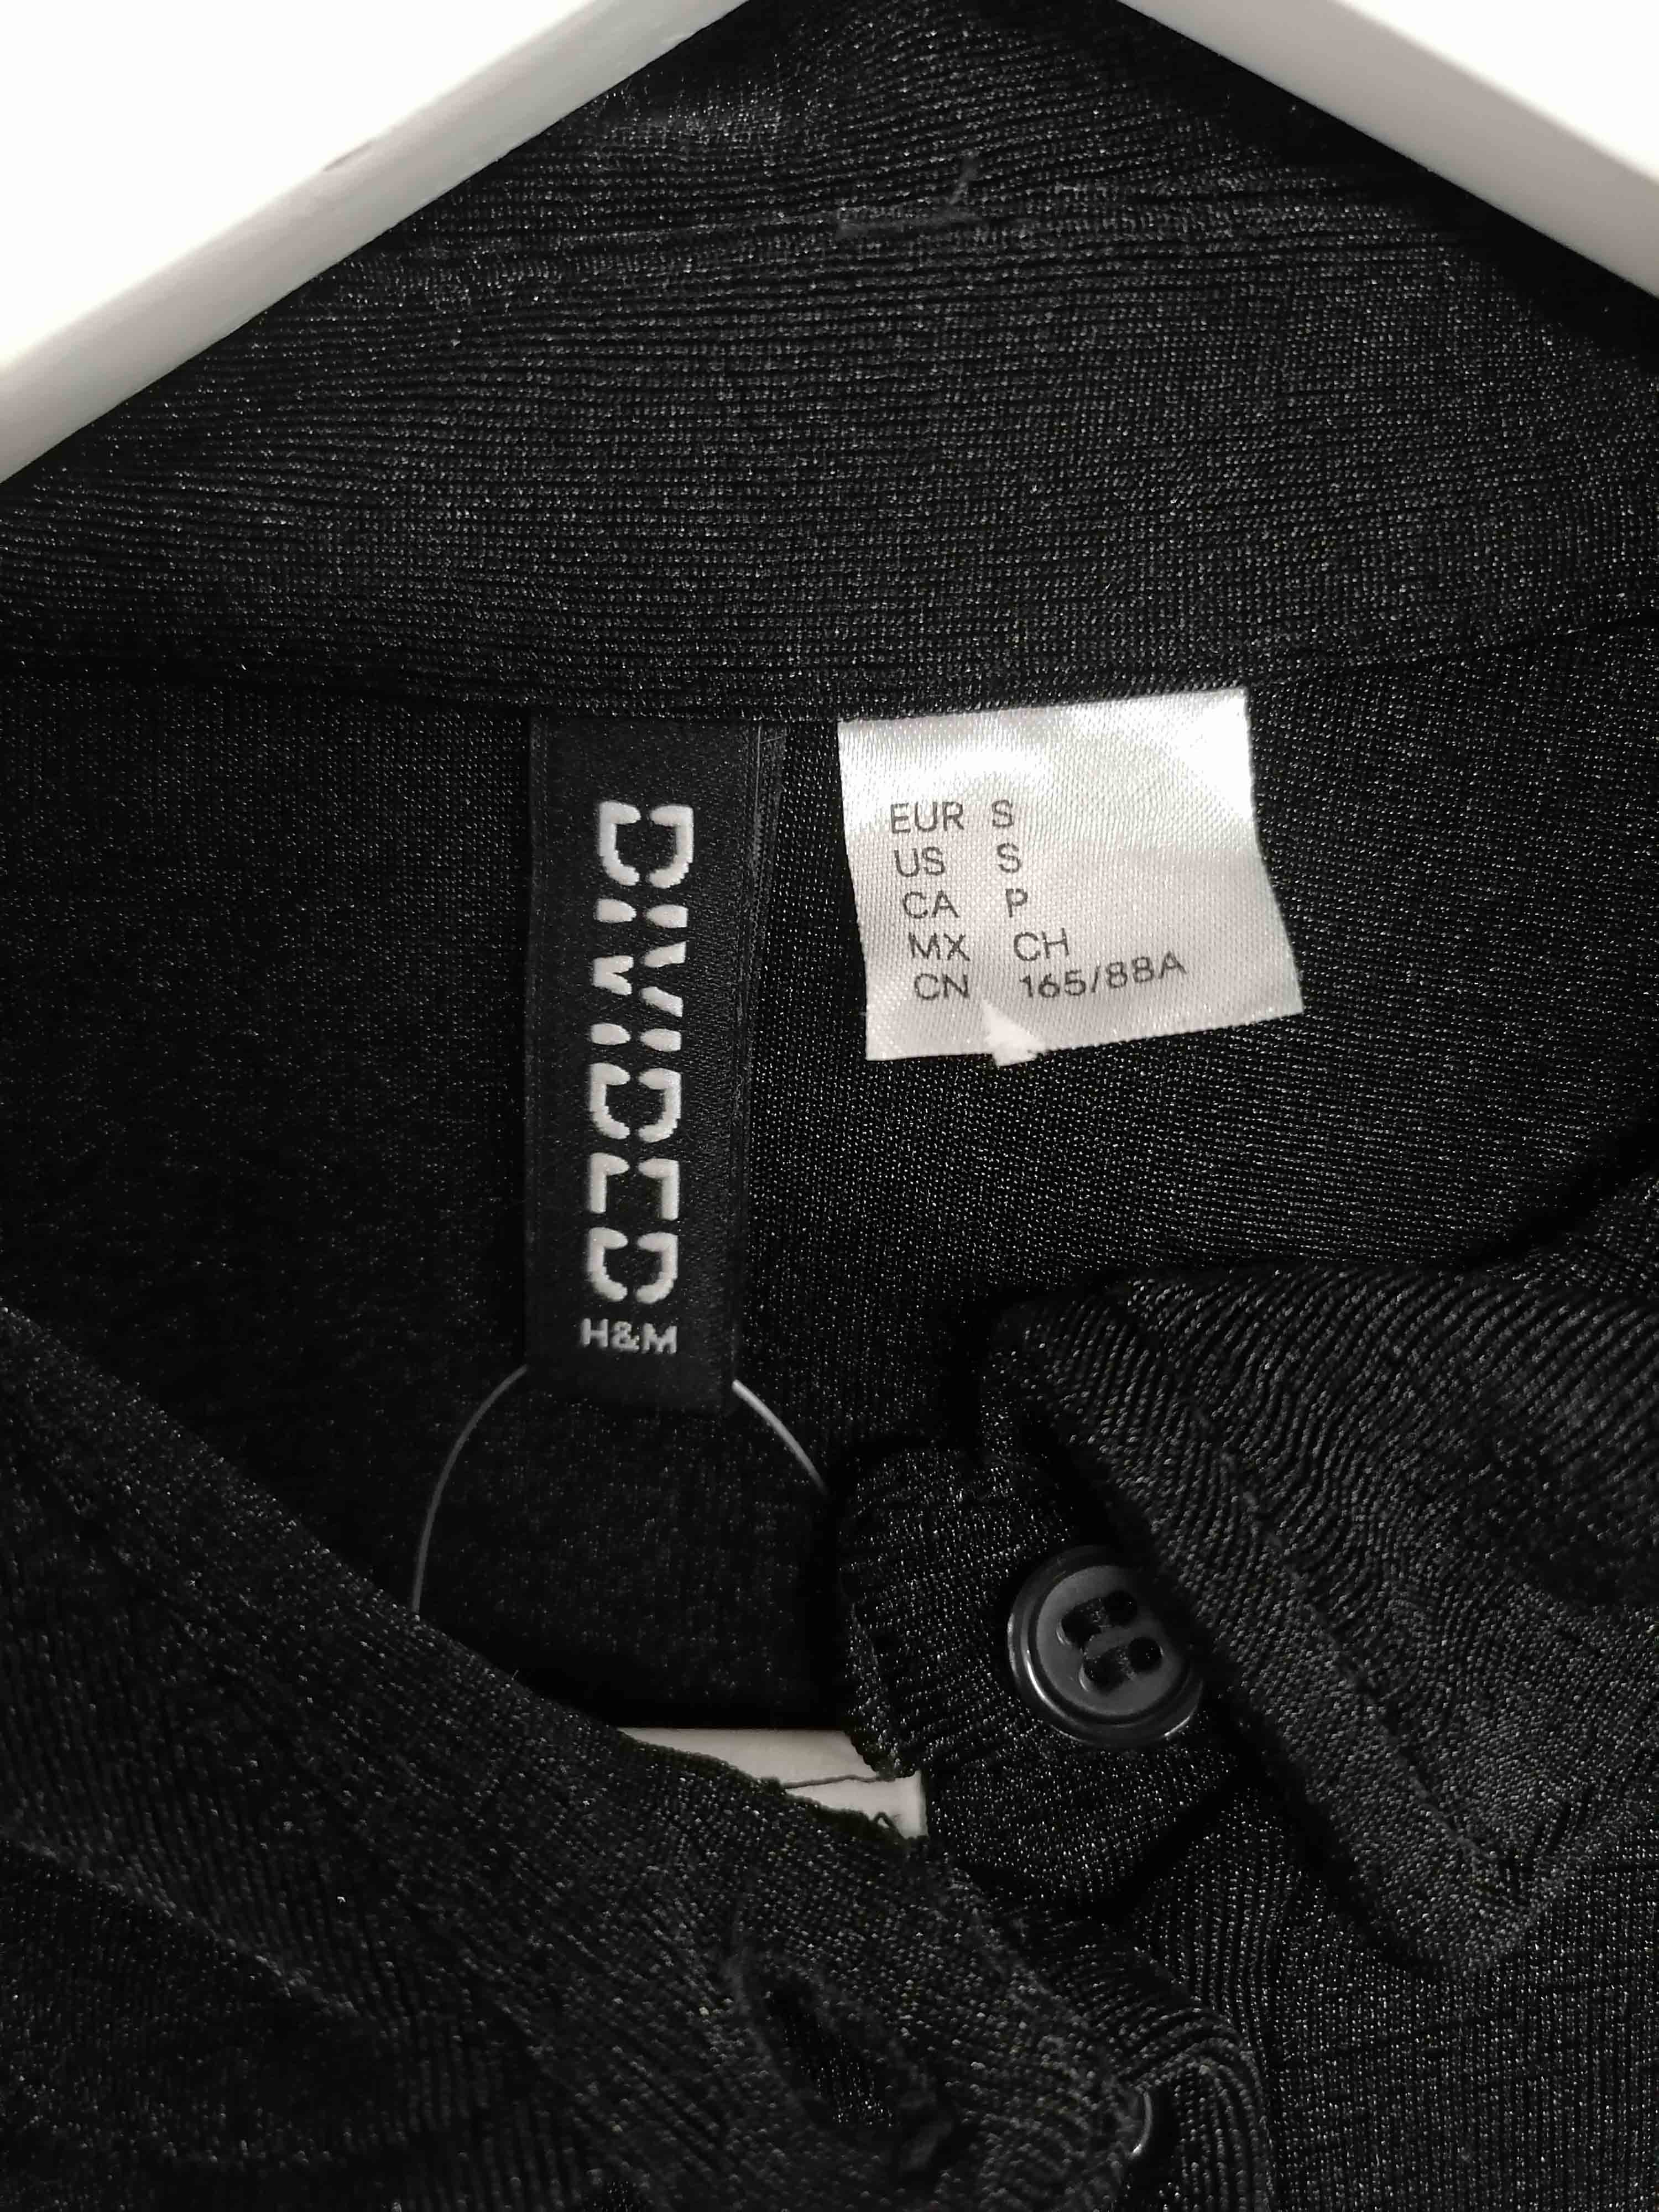 DIVIDED
H&M
EUR S
US S
CA P
MX CH
CN 165/88A